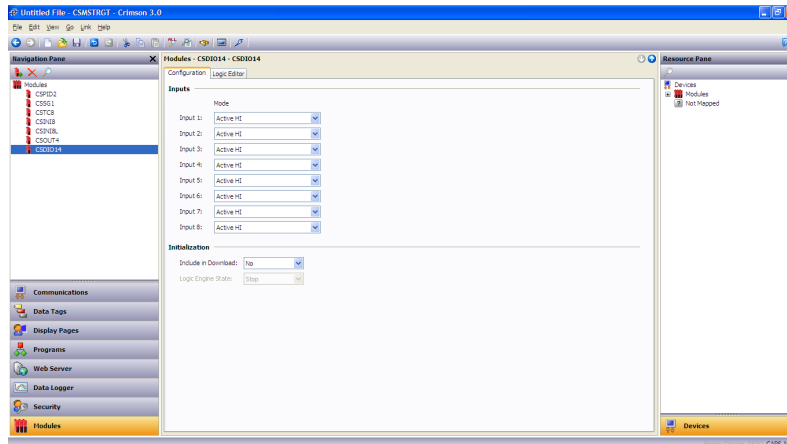 Untitled File - CSMSTRGT - Crimson 3.0
File Edit View Go Link Help
Navigation Pane
Modules
CSPID2
CSSG1
CSTC8
CSINI8
CSINI8L
CSOUT4
CSDIO14
Communications
Data Tags
Display Pages
Programs
Web Server
Data Logger
Security
Modules
Modules - CSDIO14 - CSDIO14
Configuration Logic Editor
Inputs
Mode
Input 1: Active HI
Input 2: Active HI
Input 3: Active HI
Input 4: Active HI
Input 5: Active HI
Input 6: Active HI
Input 7: Active HI
Input 8: Active HI
Initialization
Include in Download: No
Logic Engine State: Stop
Resource Pane
Devices
Modules
Not Mapped
Devices